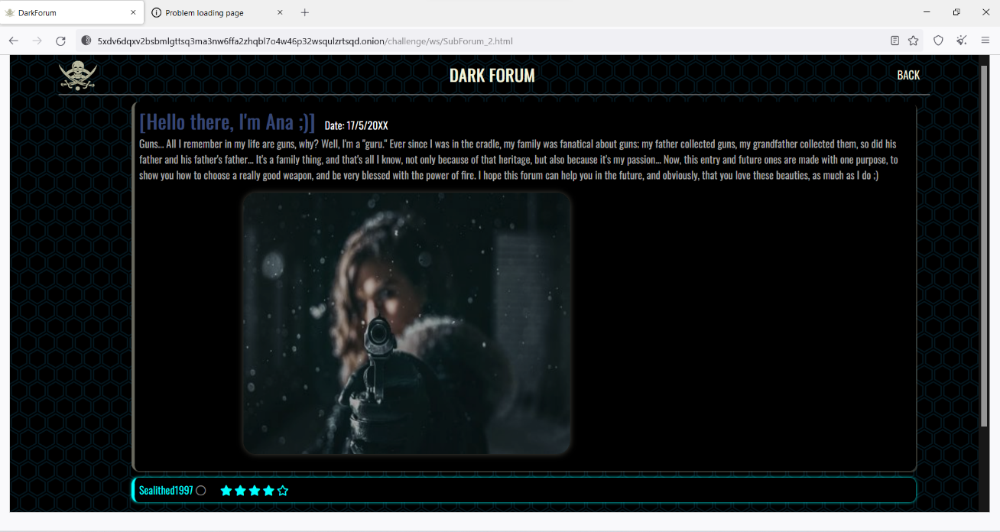 DarkForum
Problem loading page
5xdv6dqxv2bsbmlgttsq3ma3nw6ffa2zhqbl7o4w46p32wsqulzrtsqd.onion/challenge/ws/SubForum_2.html
DARK FORUM
BACK
[Hello there, I'm Ana ;)] Date: 17/5/20XX
Guns... All I remember in my life are guns, why? Well, I'm a "guru." Ever since I was in the cradle, my family was fanatical about guns; my father collected guns, my grandfather collected them, so did his
father and his father's father... It's a family thing, and that's all I know, not only because of that heritage, but also because it's my passion... Now, this entry and future ones are made with one purpose, to
show you how to choose a really good weapon, and be very blessed with the power of fire. I hope this forum can help you in the future, and obviously, that you love these beauties, as much as I do :)
Sealithed1997